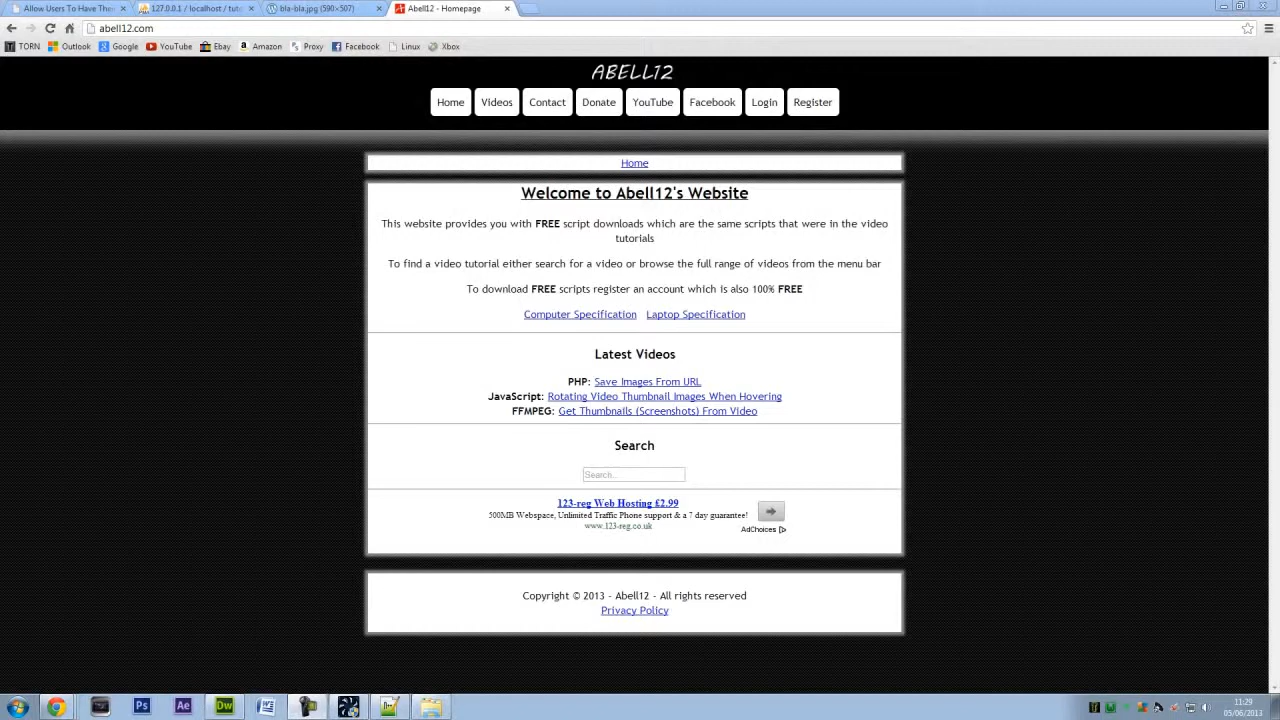 Allow Users To Have The
127.0.0.1 / localhost / tuto
bla-bla.jpg (590×507)
Abell12 - Homepage
abell12.com
TORN
Outlook
Google
YouTube
Ebay
Amazon
Proxy
Facebook
Linux
Xbox
ABELL12
Home
Videos
Contact
Donate
YouTube
Facebook
Login
Register
Home
Welcome to Abell12's Website
This website provides you with FREE script downloads which are the same scripts that were in the video
tutorials
To find a video tutorial either search for a video or browse the full range of videos from the menu bar
To download FREE scripts register an account which is also 100% FREE
Computer Specification Laptop Specification
Latest Videos
PHP: Save Images From URL
JavaScript: Rotating Video Thumbnail Images When Hovering
FFMPEG: Get Thumbnails (Screenshots) From Video
Search
Search...
123-reg Web Hosting £2.99
500MB Webspace, Unlimited Traffic Phone support & a 7 day guarantee!
www.123-reg.co.uk
AdChoices
Copyright © 2013 - Abell12 - All rights reserved
Privacy Policy
Ps
Ae
Dw
11:29
05/06/2013